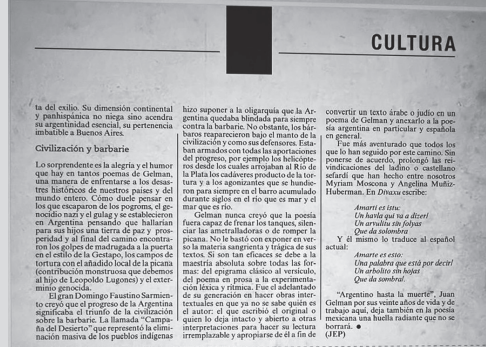 CULTURA
ta del exilio. Su dimensión continental
y panhispánica no niega sino acendra
su argentinidad esencial, su pertenencia
imbatible a Buenos Aires.
Civilización y barbarie
Lo sorprendente es la alegría y el humor
que hay en tantos poemas de Gelman,
una manera de enfrentarse a los desas-
tres históricos de nuestros países y del
mundo entero. Cómo duele pensar en
los que escaparon de los pogroms, el ge-
nocidio nazi y el gulag y se establecieron
en Argentina pensando que hallarían
para sus hijos una tierra de paz y pros-
peridad y al final del camino encontra-
ron los golpes de madrugada a la puerta
en el estilo de la Gestapo, los campos de
tortura con el añadido local de la picana
(contribución monstruosa que debemos
al hijo de Leopoldo Lugones) y el exter-
minio genocida.
El gran Domingo Faustino Sarmien-
to creyó que el progreso de la Argentina
significaba el triunfo de la civilización
sobre la barbarie. La llamada "Campa-
ña del Desierto" que representó la elimi-
nación masiva de los pueblos indígenas
hizo suponer a la oligarquía que la Ar-
gentina quedaba blindada para siempre
contra la barbarie. No obstante, los bár-
baros reaparecieron bajo el manto de la
civilización y como sus defensores. Esta-
ban armados con todas las aportaciones
del progreso, por ejemplo los helicópte-
ros desde los cuales arrojaban al Río de
la Plata los cadáveres producto de la tor-
tura y a los agonizantes que se hundie-
ron para siempre en el barro acumulado
durante siglos en el río que es mar y el
mar que es río.
Gelman nunca creyó que la poesía
fuera capaz de frenar los tanques, silen-
ciar las ametralladoras o de romper la
picana. No le bastó con exponer en ver-
so la materia sangrienta y trágica de sus
textos. Si son tan eficaces se debe a la
maestría absoluta sobre todas las for-
mas: del epigrama clásico al versículo,
del poema en prosa a la experimenta-
ción léxica y rítmica. Fue el adelantado
de su generación en hacer obras inter-
textuales en que ya no se sabe quién es
el autor: el que escribió el original o
quien lo deja intacto y abierto a otras
interpretaciones para hacer su lectura
irremplazable y apropiarse de él a fin de
convertir un texto árabe o judío en un
poema de Gelman y anexarlo a la poe-
sía argentina en particular y española
en general.
Fue más aventurado que todos los
que lo han seguido por este camino. Sin
ponerse de acuerdo, prolongó las rei-
vindicaciones del ladino o castellano
sefardí que han hecho entre nosotros
Myriam Moscona y Angelina Muñiz-
Huberman. En Dibaxu escribe:
Amarti es istu:
Un havla qui va a dizer!
Un arvulitu sin folyas
Que da solombra
Y él mismo lo traduce al español
actual:
Amarte es esto:
Una palabra que está por decir!
Un arbolito sin hojas
Que da sombra!
"Argentino hasta la muerte", Juan
Gelman por sus veinte años de vida y de
trabajo aquí, deja también en la poesía
mexicana una huella radiante que no se
borrará. ●
(JEP)